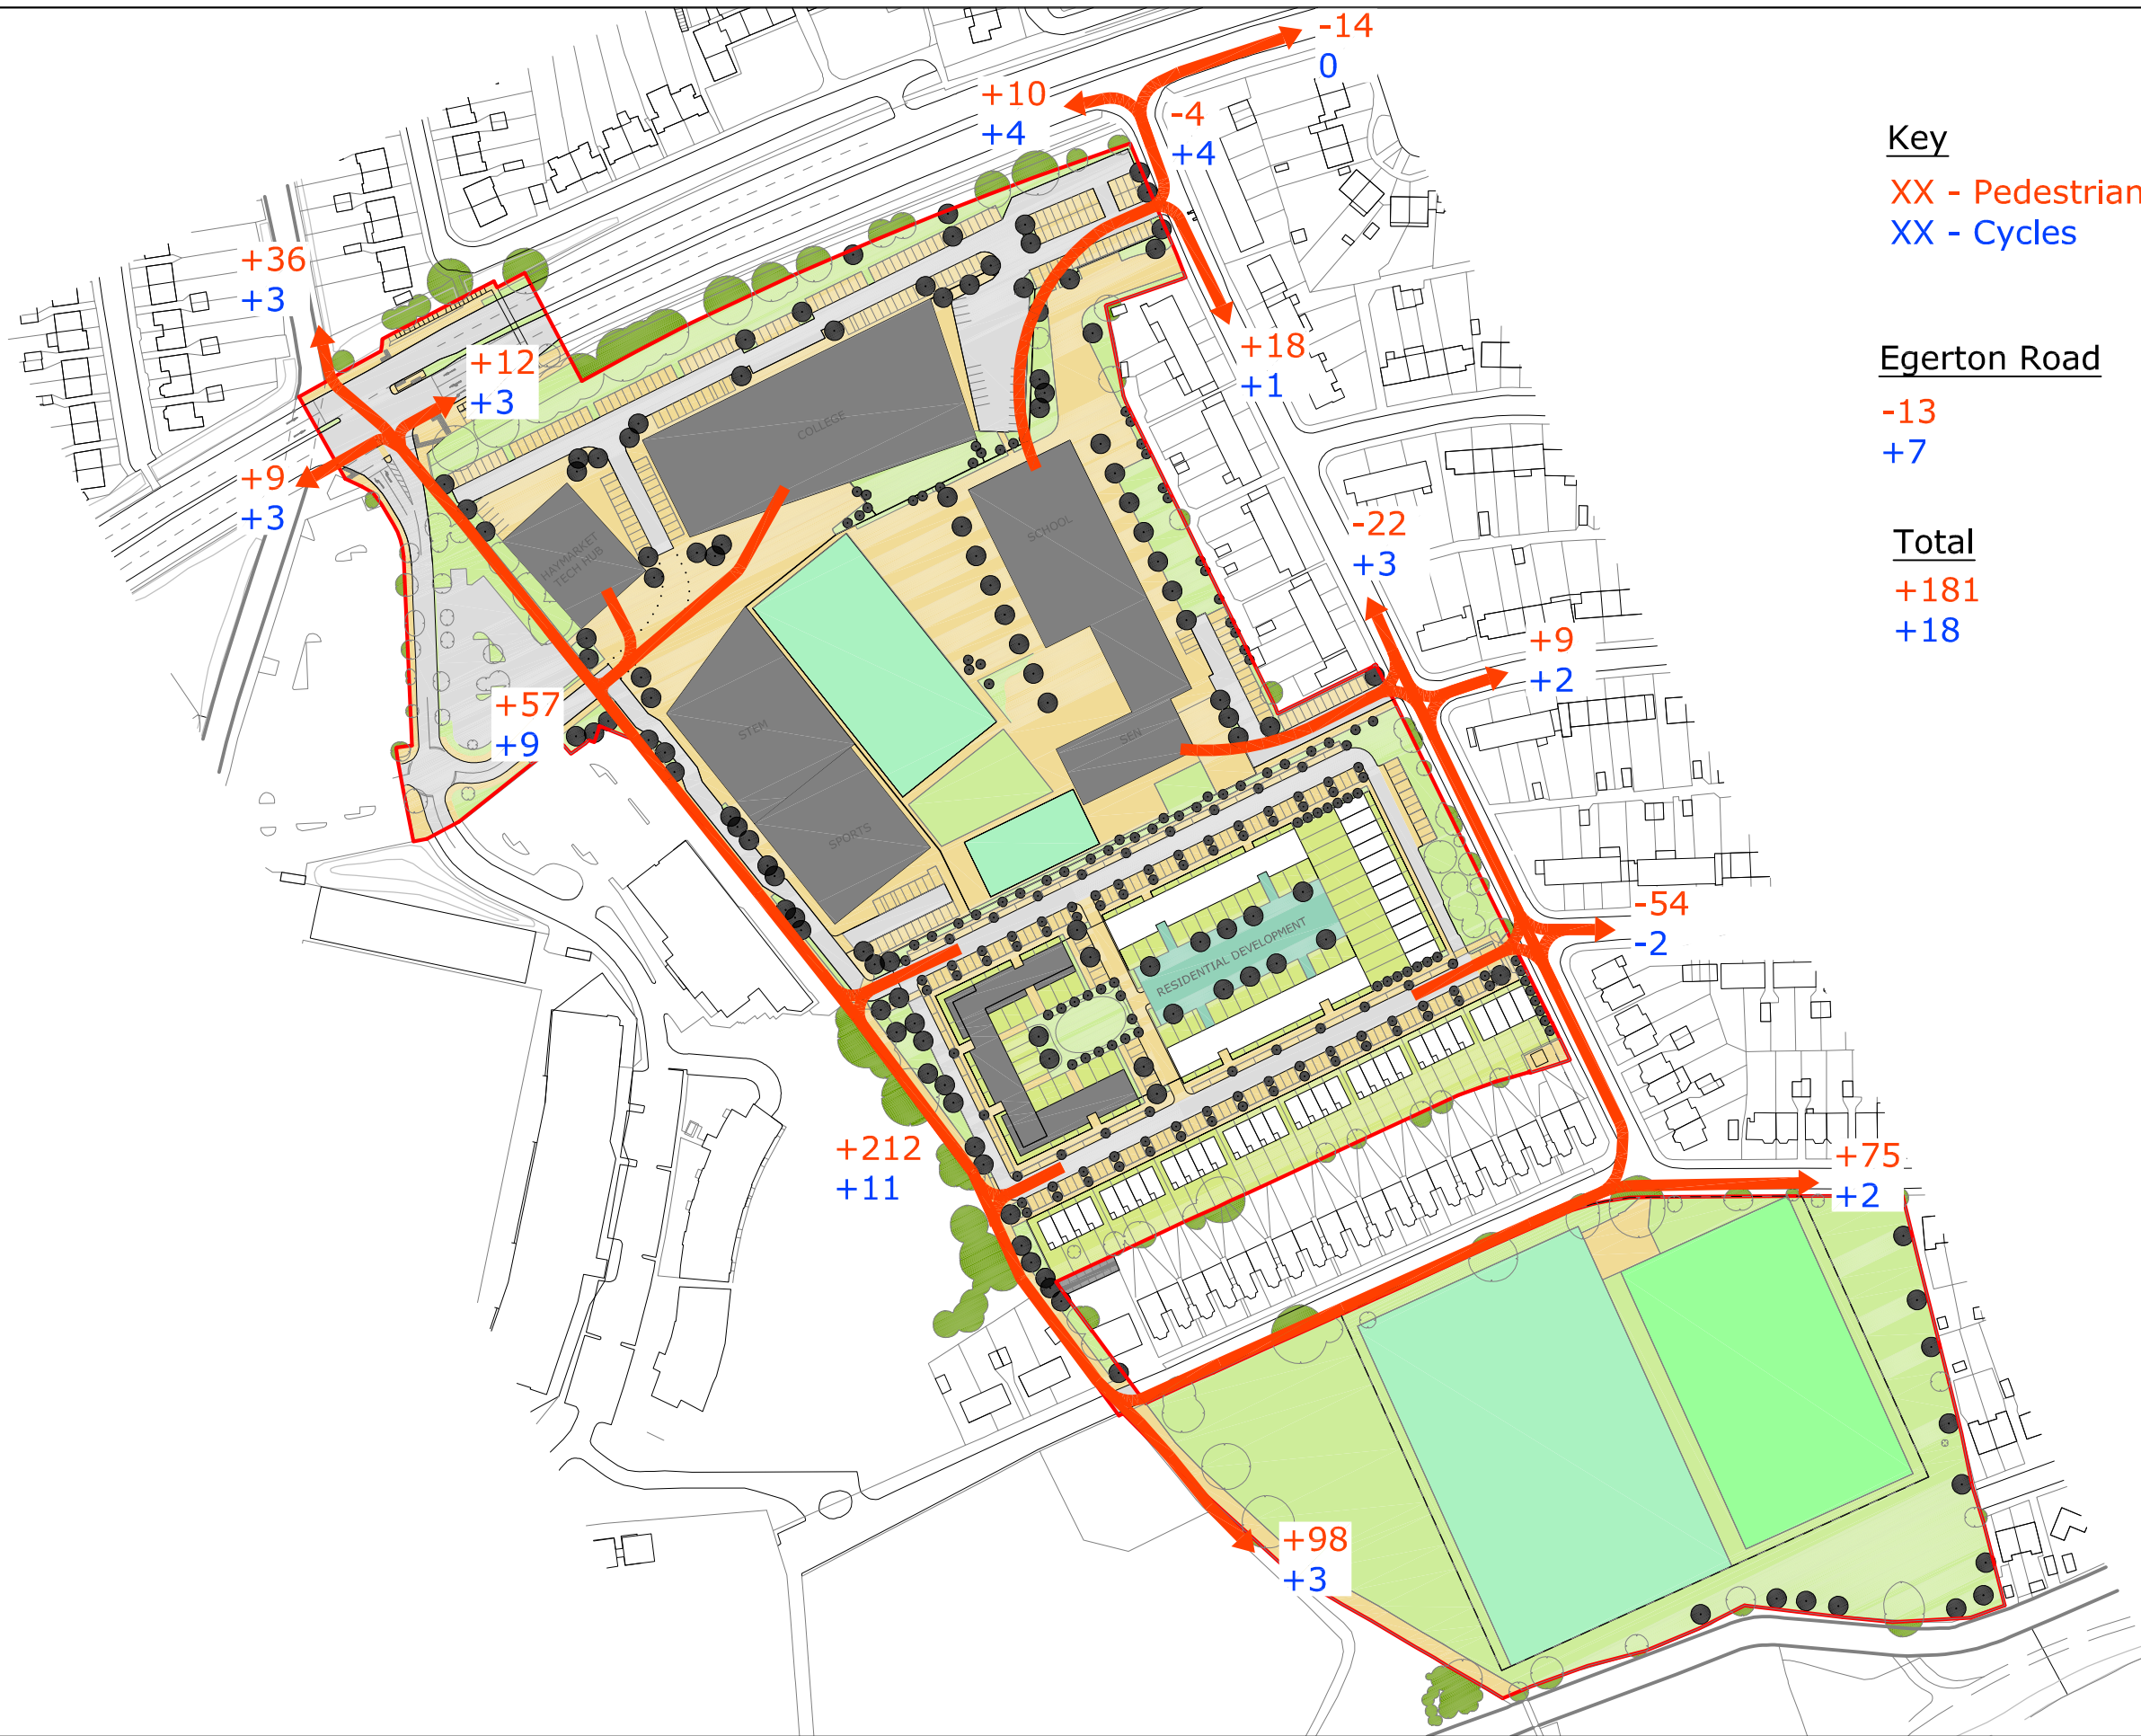 -14
0
+10
+4
-4
+4
Key
XX - Pedestrian
XX - Cycles
+36
+3
+12
+3
+18
+1
Egerton Road
-13
+7
+9
+3
COLLEGE
SCHOOL
HAYMARKET
TECH HUB
-22
+3
Total
+181
+18
+9
+2
+57
+9
STEM
SEN
SPORTS
-54
-2
RESIDENTIAL DEVELOPMENT
+212
+11
+75
+2
+98
+3